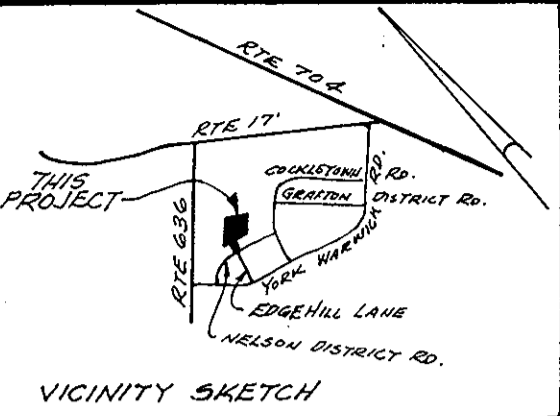 RTE 704
RTE 17
COCKLETOWN RD.
GRAFTON DISTRICT RD.
THIS
PROJECT
RTE 636
YORK WARWICK RD.
EDGEHILL LANE
NELSON DISTRICT RD.
VICINITY SKETCH